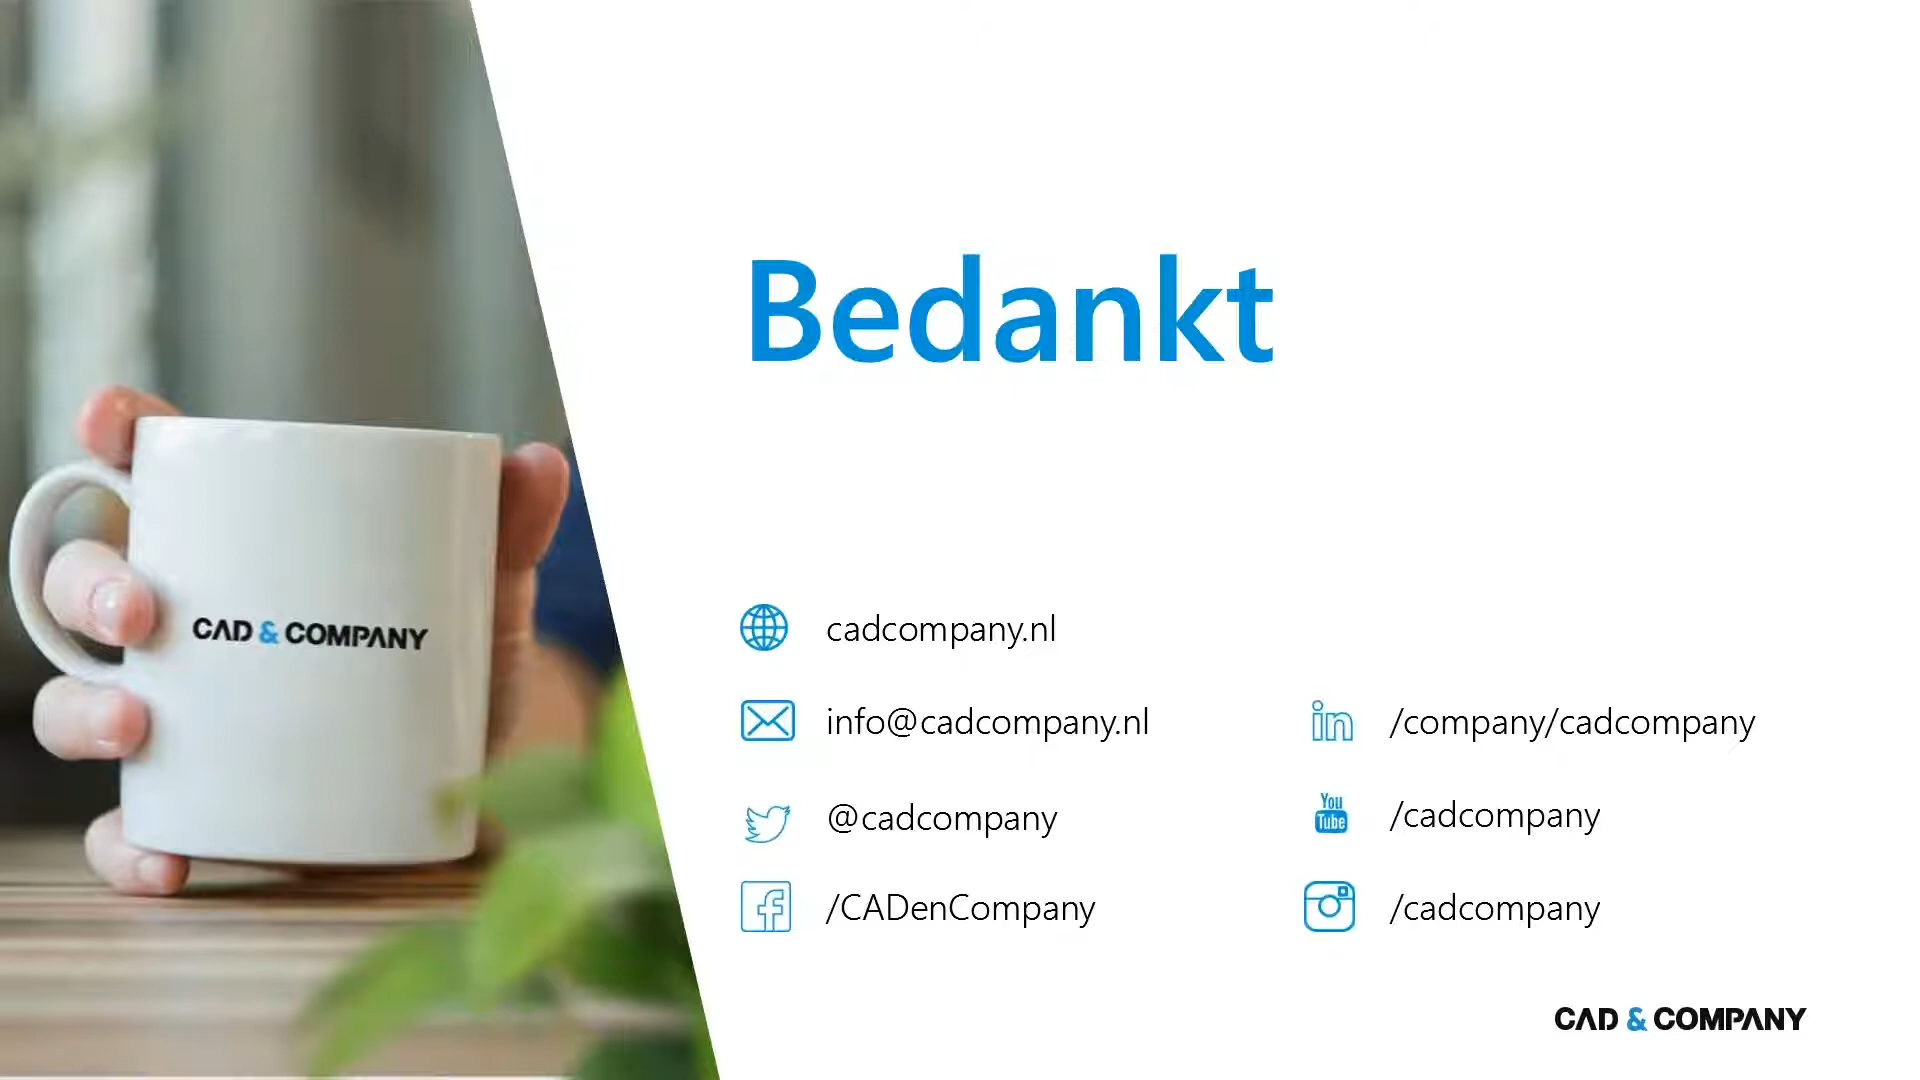 Bedankt
CAD & COMPANY
cadcompany.nl
info@cadcompany.nl
@cadcompany
/CADenCompany
/company/cadcompany
You
Tube
/cadcompany
/cadcompany
CAD & COMPANY